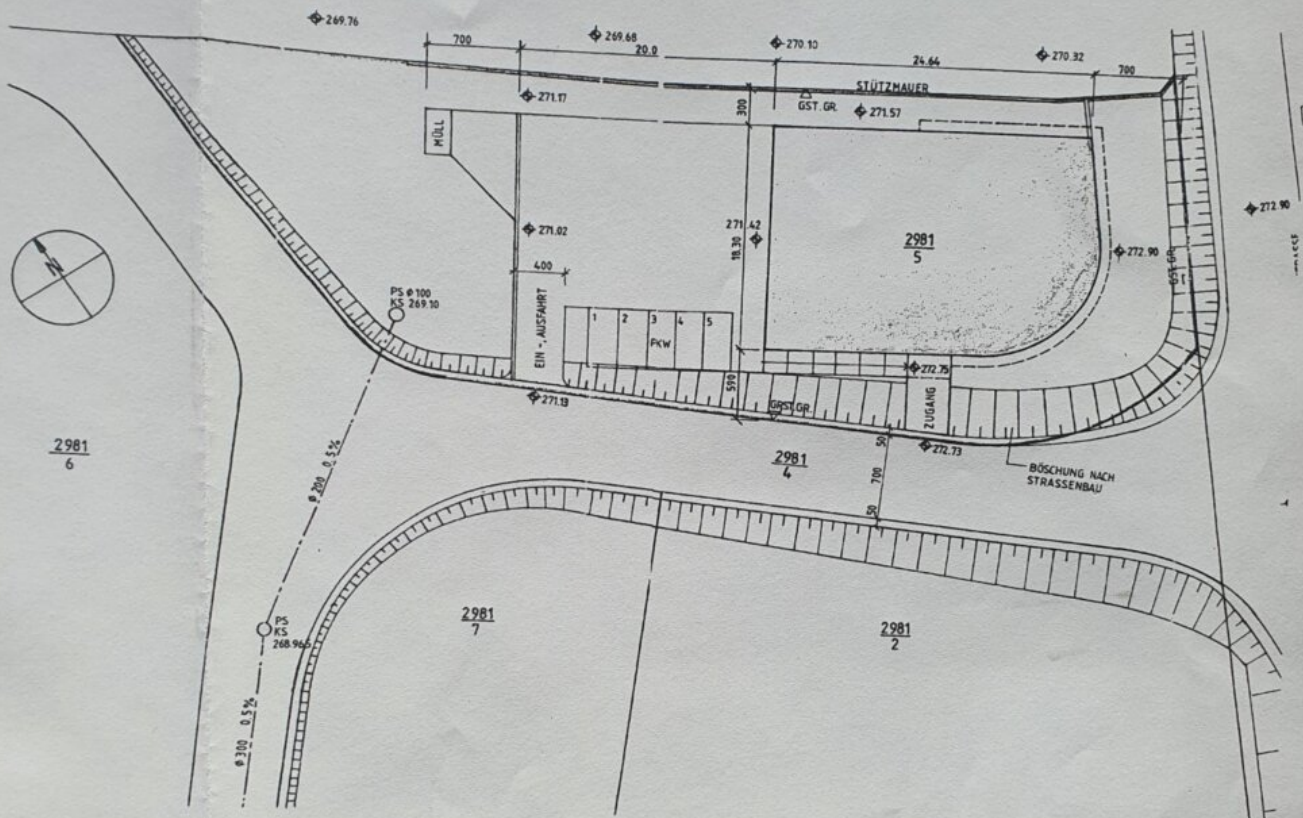 269.76
269.68
270.10
270.32
700
20.0
24.64
700
STÜTZMAUER
GST. GR.
271.17
271.57
300
MÜLL
272.90
271.02
271.42
18.30
2981
5
272.90
GST. GR.
400
N
PS Ø 100
KS 269.10
EIN-, AUSFAHRT
1 2 3 4 5
PKW
272.75
590
271.13
GRST. GR.
ZUGANG
272.73
2981
6
2981
4
50
700
50
BÖSCHUNG NACH
STRASSENBAU
Ø 200 0.5%
2981
7
2981
2
PS
KS
268.965
Ø 300 0.5%